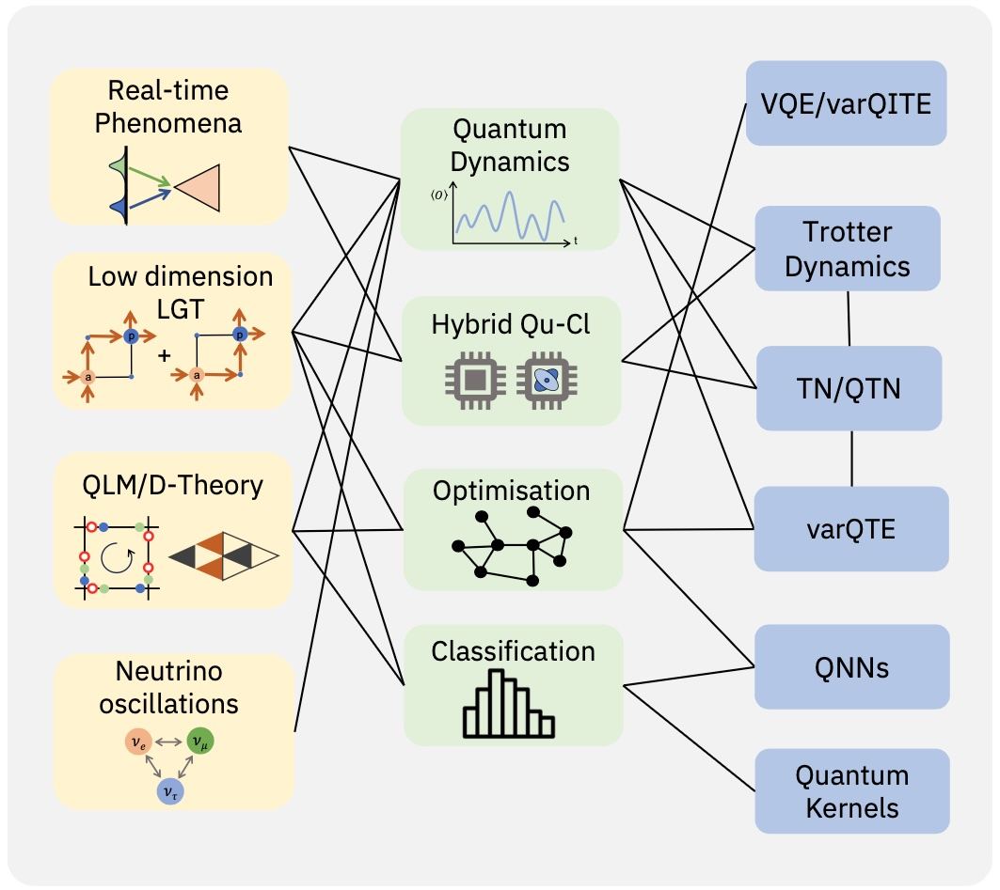 Real-time
Phenomena
Low dimension
LGT
a
p
+
a
p
QLM/D-Theory
Neutrino
oscillations
νe
νμ
ντ
Quantum
Dynamics
⟨O⟩
t
Hybrid Qu-Cl
Optimisation
Classification
VQE/varQITE
Trotter
Dynamics
TN/QTN
varQTE
QNNs
Quantum
Kernels